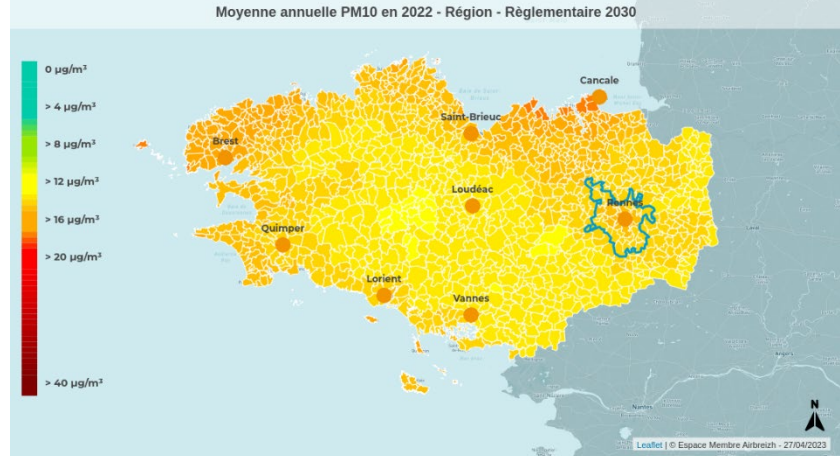 Moyenne annuelle PM10 en 2022 - Région - Règlementaire 2030
0 µg/m³
> 4 µg/m³
> 8 µg/m³
> 12 µg/m³
> 16 µg/m³
> 20 µg/m³
> 40 µg/m³
Cancale
Saint-Brieuc
Brest
Loudéac
Rennes
Quimper
Lorient
Vannes
Nantes
N
Leaflet | © Espace Membre Airbreizh - 27/04/2023